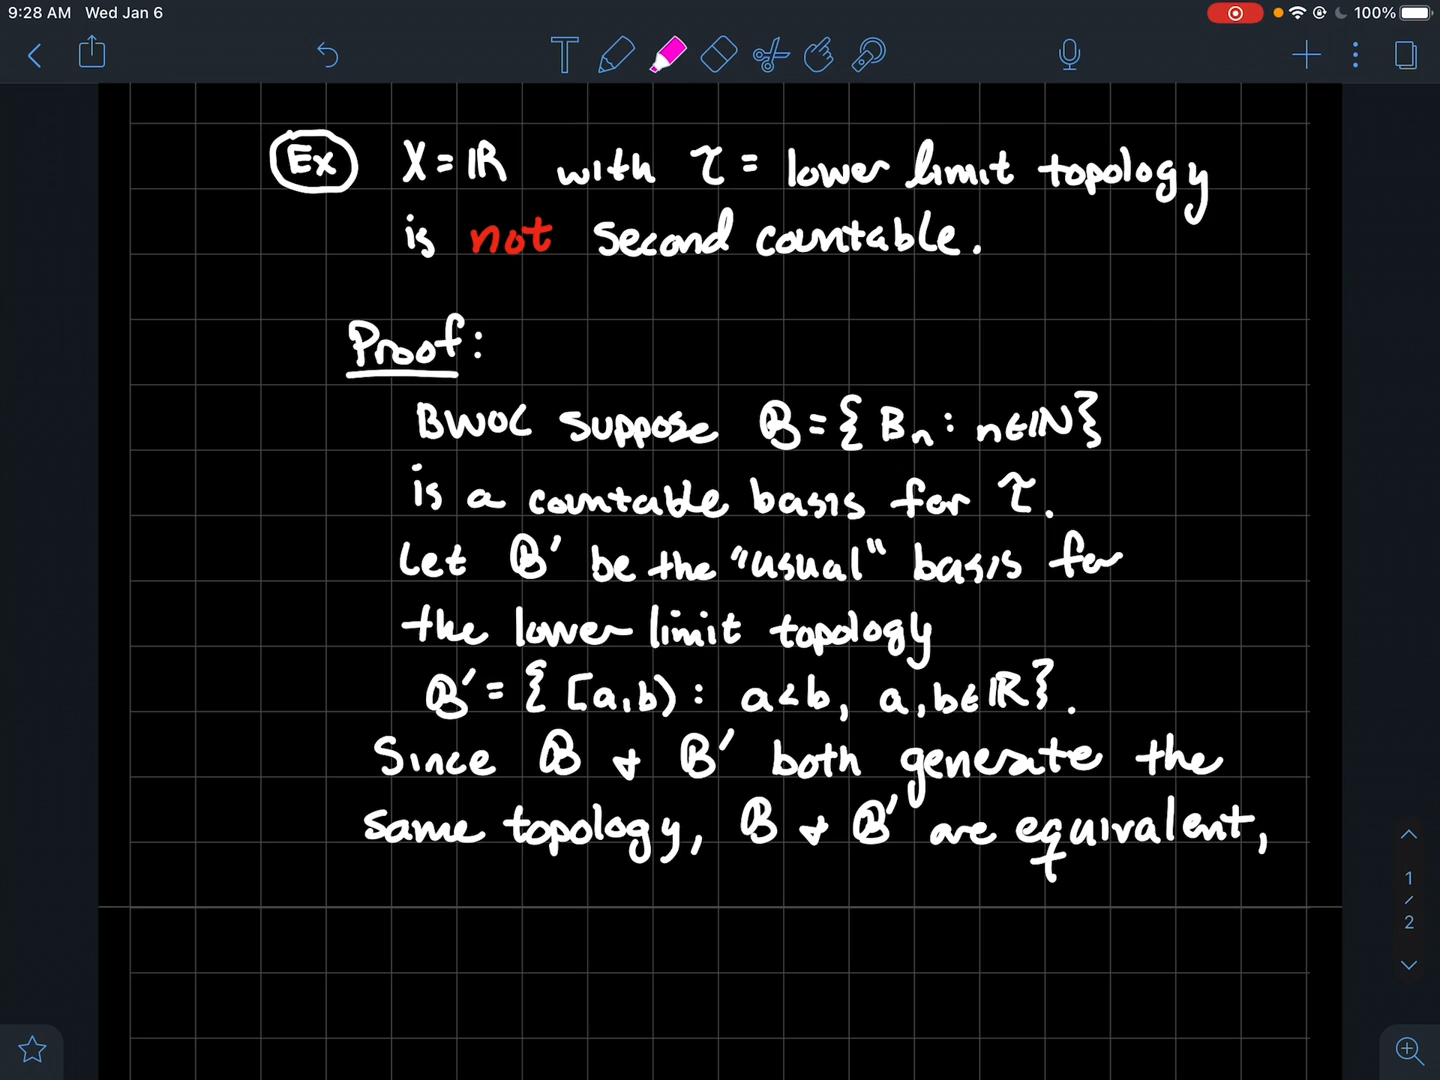 9:28 AM Wed Jan 6
100%
Ex X = ℝ with τ = lower limit topology
is not second countable.
Proof:
BWOC suppose ℬ = { Bₙ : n∈ℕ}
is a countable basis for τ.
Let ℬ' be the "usual" basis for
the lower limit topology
ℬ' = { [a,b) : a<b, a,b∈ℝ}.
Since ℬ & ℬ' both generate the
same topology, ℬ & ℬ' are equivalent,
1
/
2